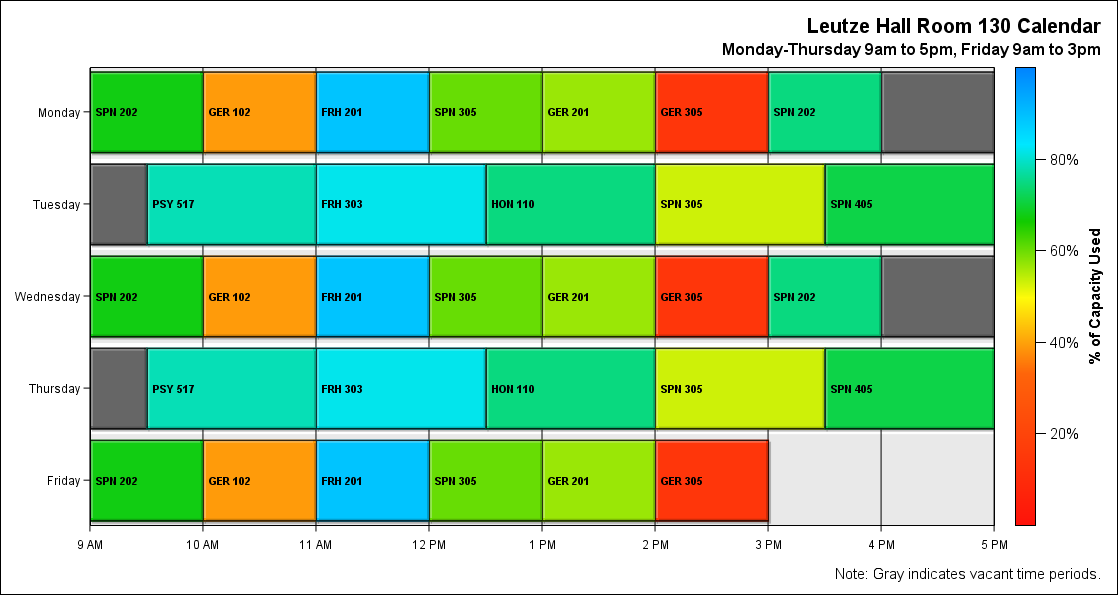 Leutze Hall Room 130 Calendar
Monday-Thursday 9am to 5pm, Friday 9am to 3pm
Monday
SPN 202
GER 102
FRH 201
SPN 305
GER 201
GER 305
SPN 202
Tuesday
PSY 517
FRH 303
HON 110
SPN 305
SPN 405
Wednesday
SPN 202
GER 102
FRH 201
SPN 305
GER 201
GER 305
SPN 202
Thursday
PSY 517
FRH 303
HON 110
SPN 305
SPN 405
Friday
SPN 202
GER 102
FRH 201
SPN 305
GER 201
GER 305
9 AM
10 AM
11 AM
12 PM
1 PM
2 PM
3 PM
4 PM
5 PM
80%
60%
40%
20%
% of Capacity Used
Note: Gray indicates vacant time periods.